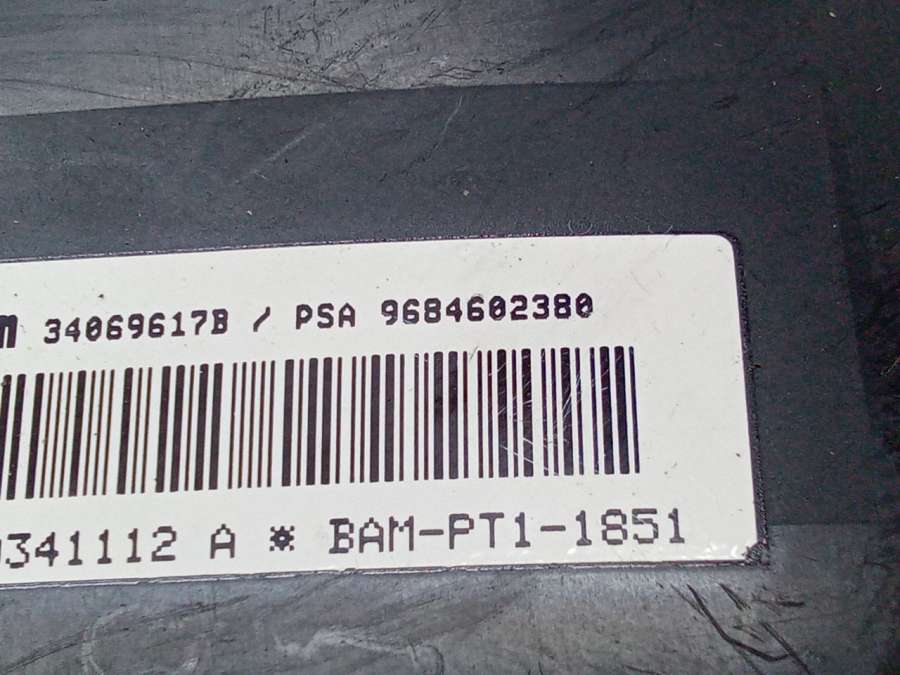 34069617B / PSA 9684602380
341112 A * BAM-PT1-1851